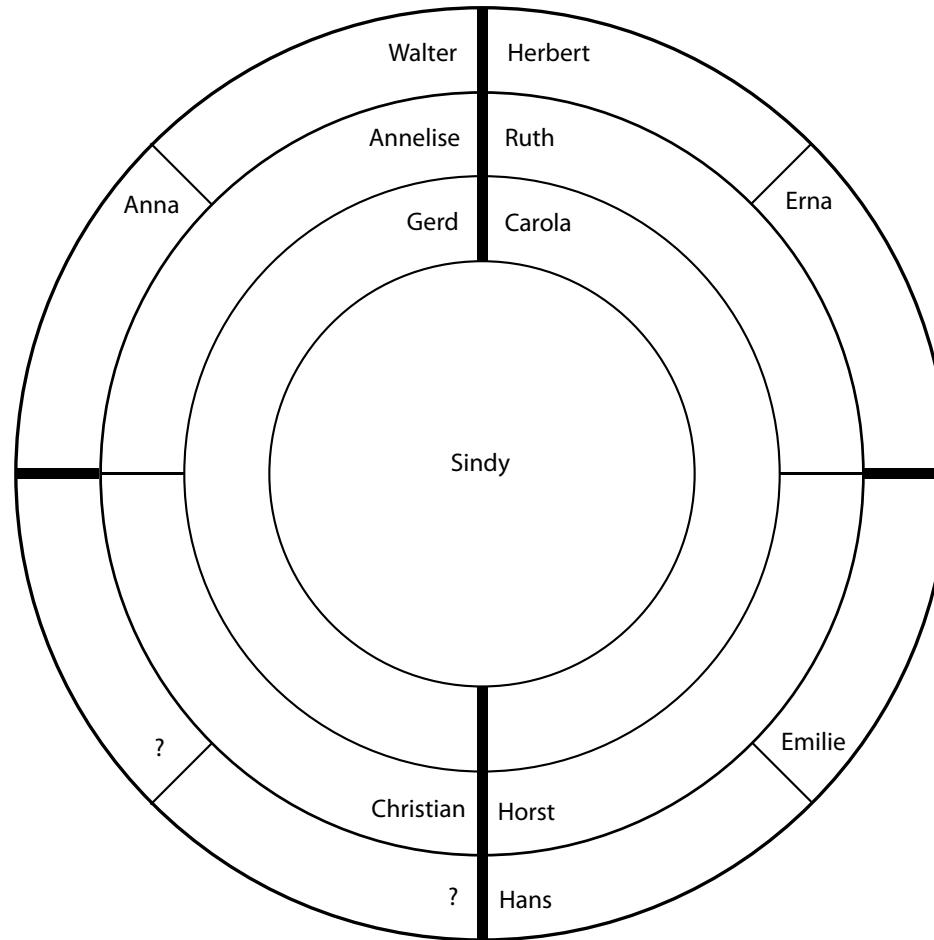 Walter
Herbert
Annelise
Ruth
Anna
Erna
Gerd
Carola
Sindy
?
Emilie
Christian
Horst
?
Hans